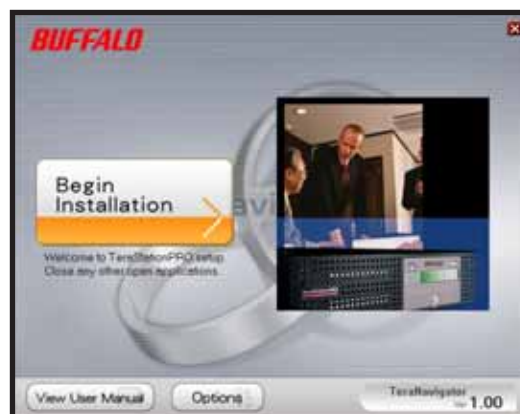 BUFFALO
Begin
Installation
Welcome to TeraStationPRO setup.
Close any other open applications.
View User Manual
Options
TeraNavigator
ver 1.00